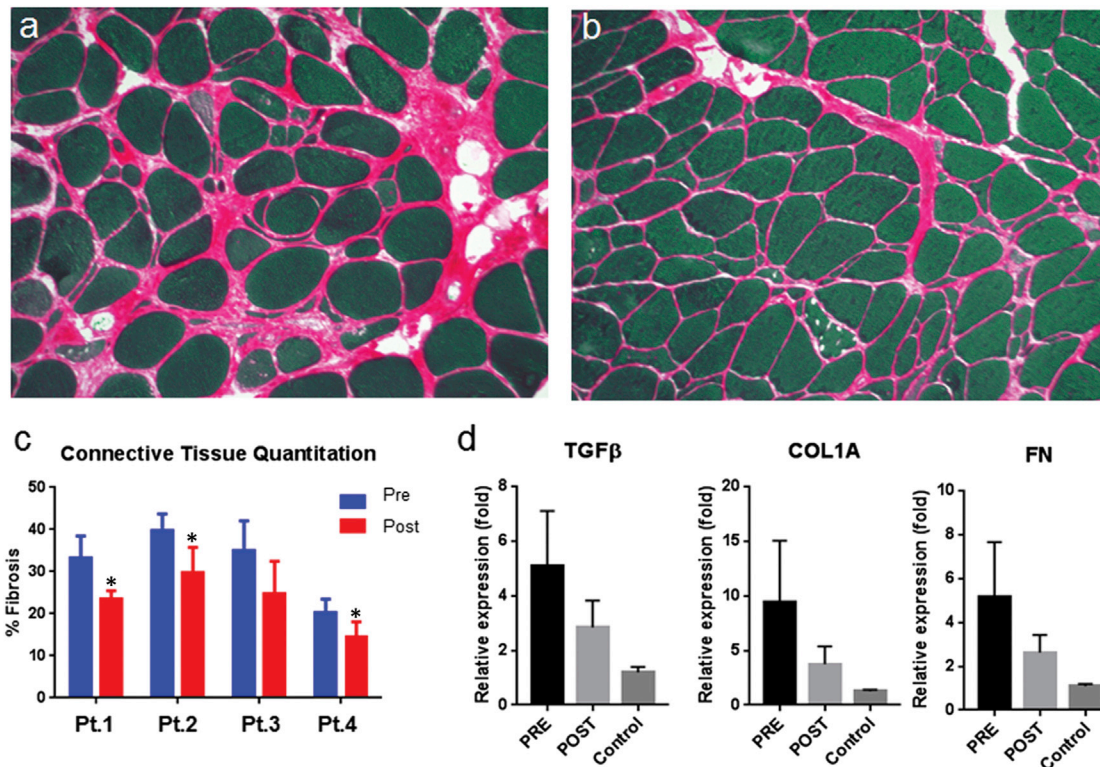 a
b
c
Connective Tissue Quantitation
50
40
30
20
10
0
% Fibrosis
Pre
Post
*
*
*
Pt.1
Pt.2
Pt.3
Pt.4
d
TGFβ
Relative expression (fold)
8
6
4
2
0
PRE
POST
Control
COL1A
Relative expression (fold)
20
15
10
5
0
PRE
POST
Control
FN
Relative expression (fold)
10
8
6
4
2
0
PRE
POST
Control